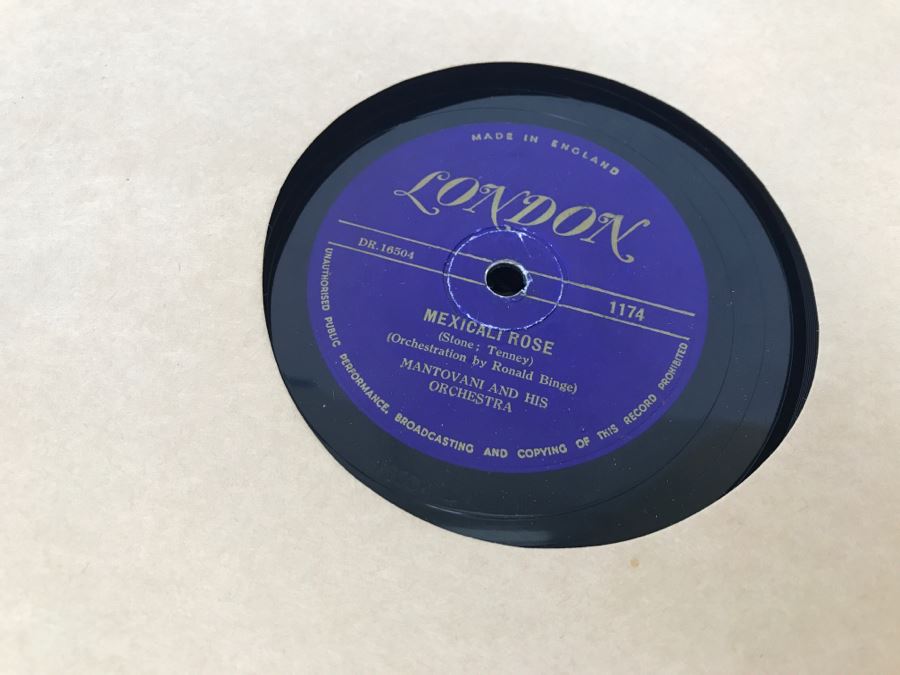 MADE IN ENGLAND
LONDON
DR.16504
1174
MEXICALI ROSE
(Stone; Tenney)
(Orchestration by Ronald Binge)
MANTOVANI AND HIS
ORCHESTRA
UNAUTHORISED PUBLIC PERFORMANCE, BROADCASTING AND COPYING OF THIS RECORD PROHIBITED